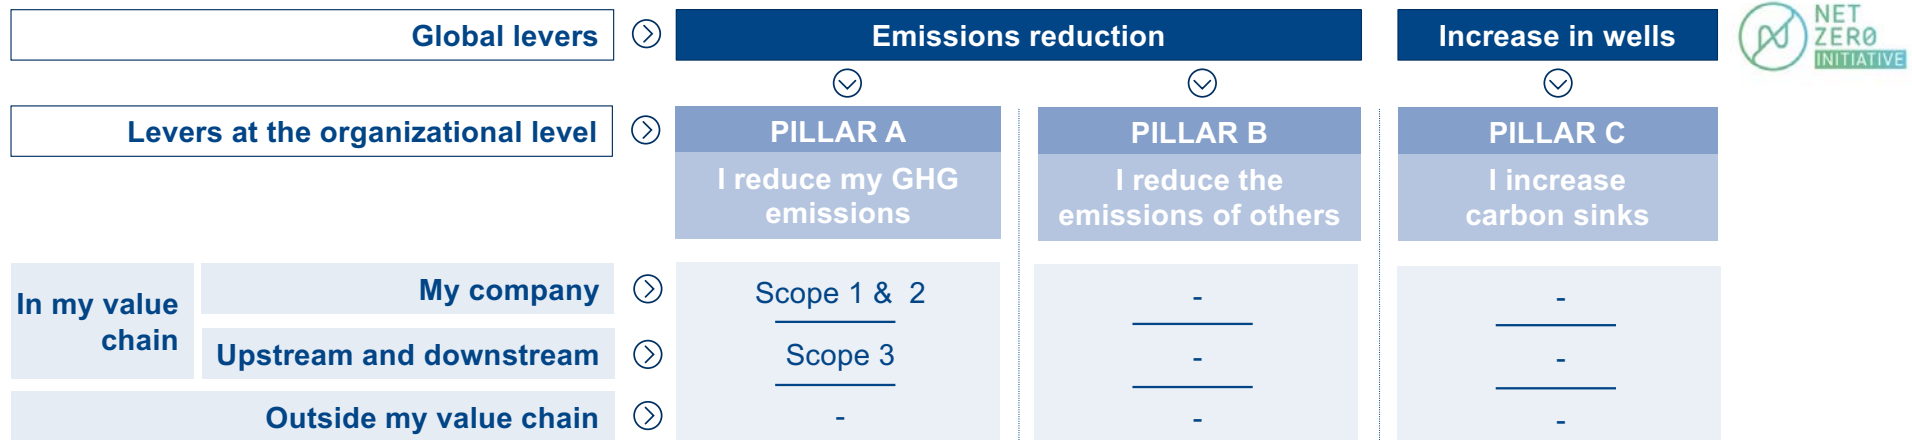 Global levers
Emissions reduction
Increase in wells
NET
ZERØ
INITIATIVE
Levers at the organizational level
PILLAR A
PILLAR B
PILLAR C
I reduce my GHG
emissions
I reduce the
emissions of others
I increase
carbon sinks
In my value
chain
My company
Scope 1 & 2
-
-
Upstream and downstream
Scope 3
-
-
Outside my value chain
-
-
-